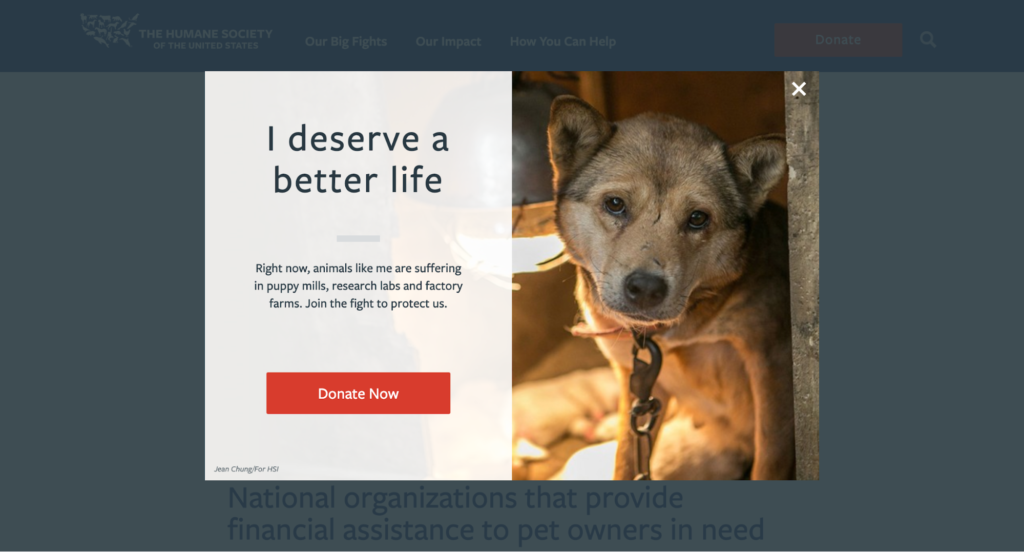 THE HUMANE SOCIETY
OF THE UNITED STATES
Our Big Fights
Our Impact
How You Can Help
Donate
I deserve a
better life
Right now, animals like me are suffering
in puppy mills, research labs and factory
farms. Join the fight to protect us.
Donate Now
Jean Chung/For HSI
National organizations that provide
financial assistance to pet owners in need